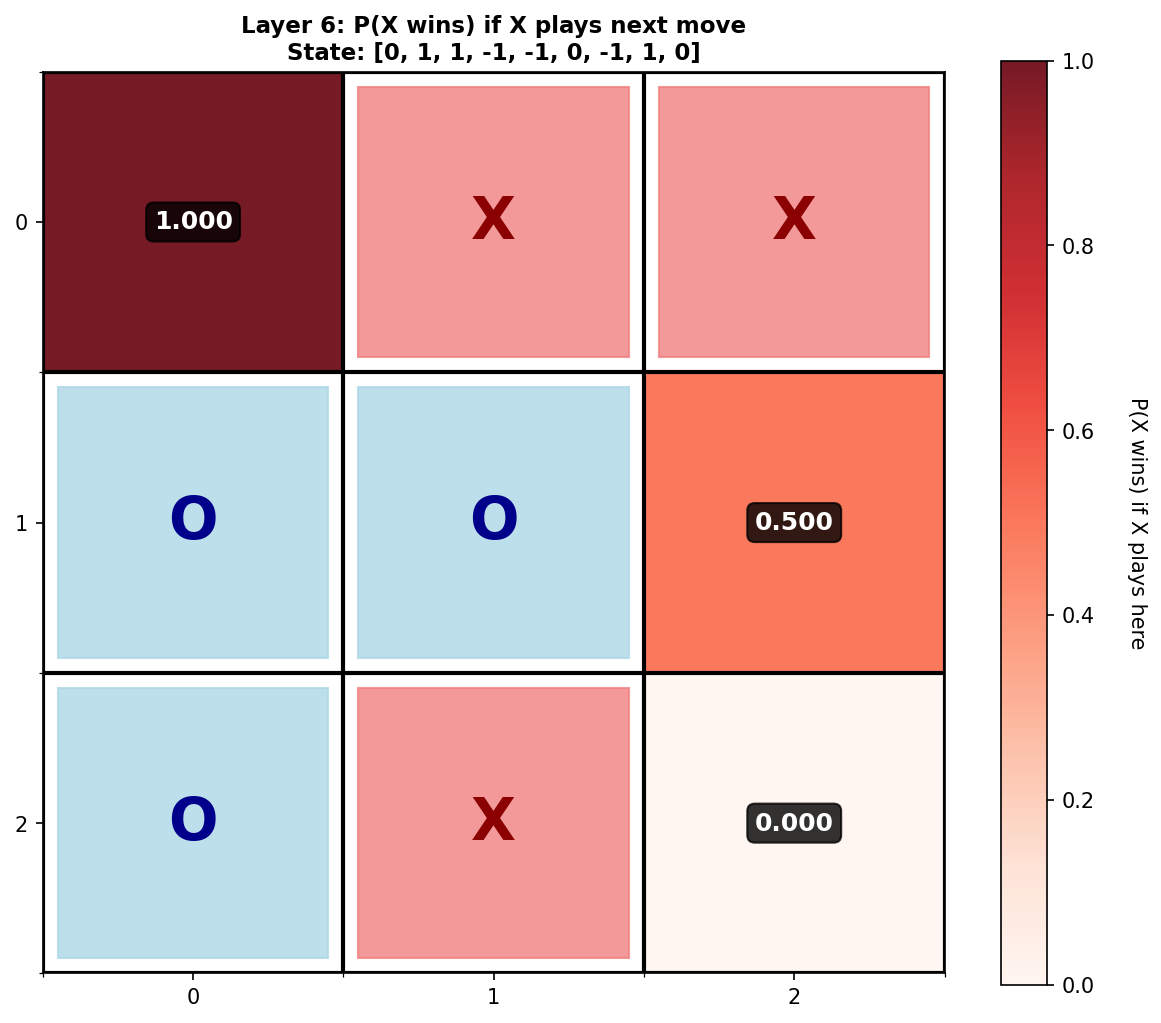 Layer 6: P(X wins) if X plays next move
State: [0, 1, 1, -1, -1, 0, -1, 1, 0]
0
1.000
X
X
1
O
O
0.500
2
O
X
0.000
0
1
2
1.0
0.8
0.6
0.4
0.2
0.0
P(X wins) if X plays here